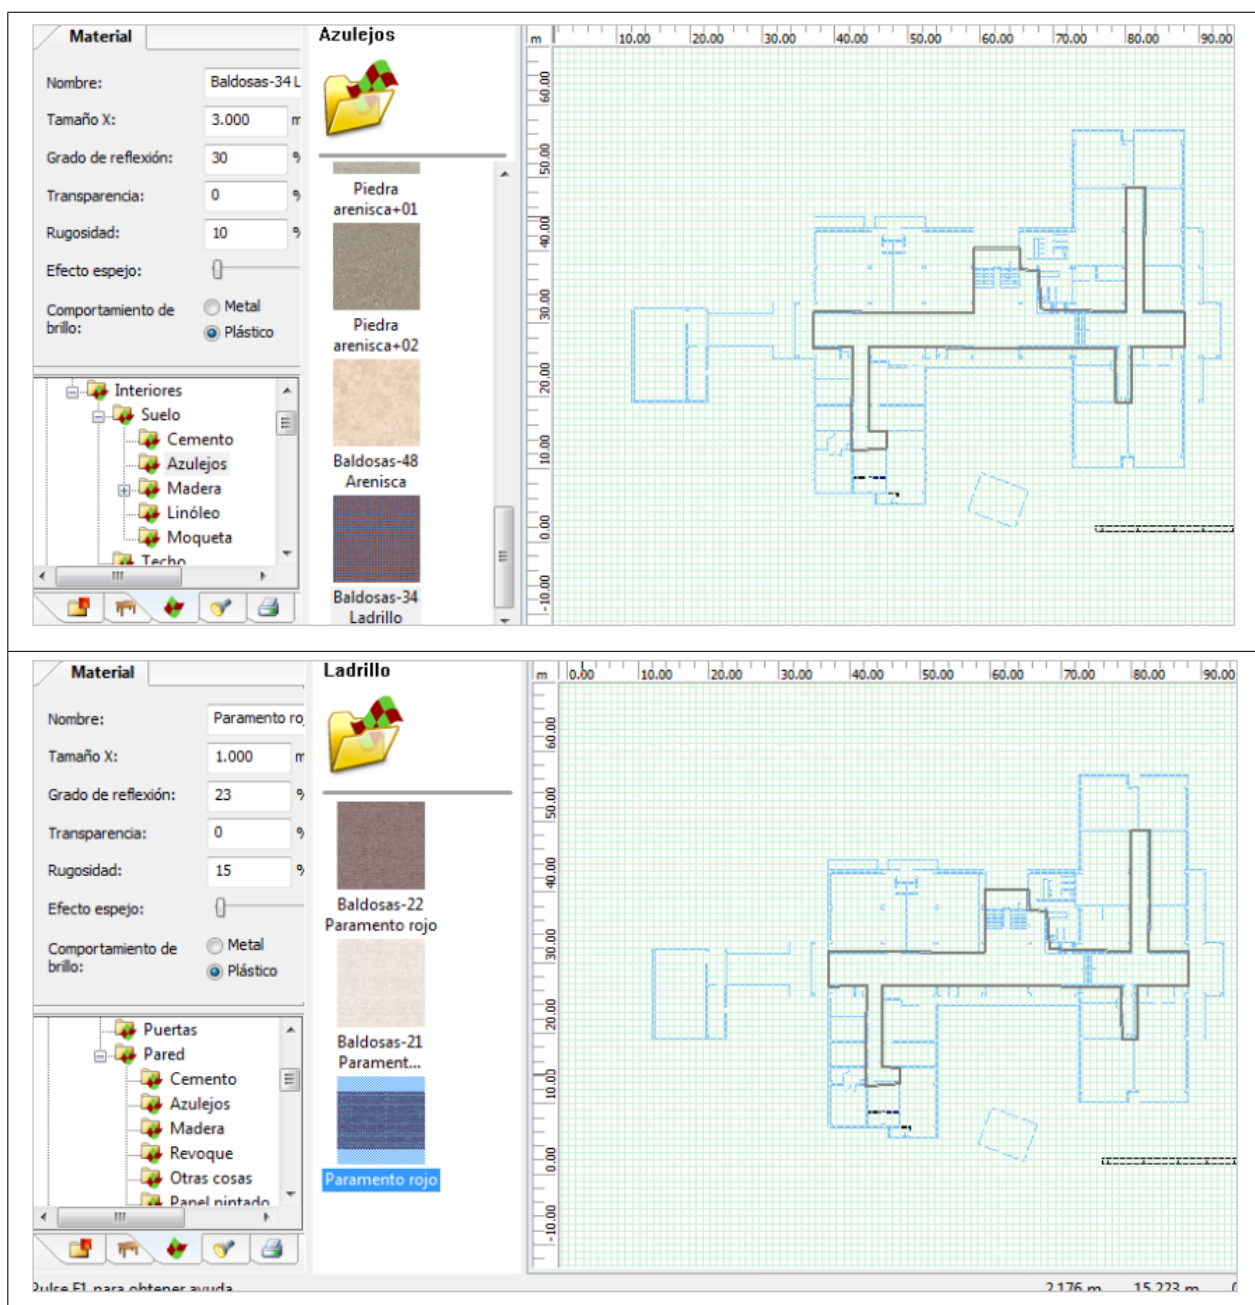 Material
Nombre:
Baldosas-34 L
Tamaño X:
3.000
m
Grado de reflexión:
30
%
Transparencia:
0
%
Rugosidad:
10
%
Efecto espejo:
Comportamiento de
brillo:
Metal
Plástico
Interiores
Suelo
Cemento
Azulejos
Madera
Linóleo
Moqueta
Techo
Azulejos
Piedra
arenisca+01
Piedra
arenisca+02
Baldosas-48
Arenisca
Baldosas-34
Ladrillo
m 10.00 20.00 30.00 40.00 50.00 60.00 70.00 80.00 90.00
60.00
50.00
40.00
30.00
20.00
10.00
0.00
-10.00
Material
Nombre:
Paramento ro
Tamaño X:
1.000
m
Grado de reflexión:
23
%
Transparencia:
0
%
Rugosidad:
15
%
Efecto espejo:
Comportamiento de
brillo:
Metal
Plástico
Puertas
Pared
Cemento
Azulejos
Madera
Revoque
Otras cosas
Panel pintado
Ladrillo
Baldosas-22
Paramento rojo
Baldosas-21
Parament...
Paramento rojo
m 0.00 10.00 20.00 30.00 40.00 50.00 60.00 70.00 80.00 90.00
60.00
50.00
40.00
30.00
20.00
10.00
0.00
-10.00
Pulse F1 para obtener ayuda
2.176 m 15.223 m